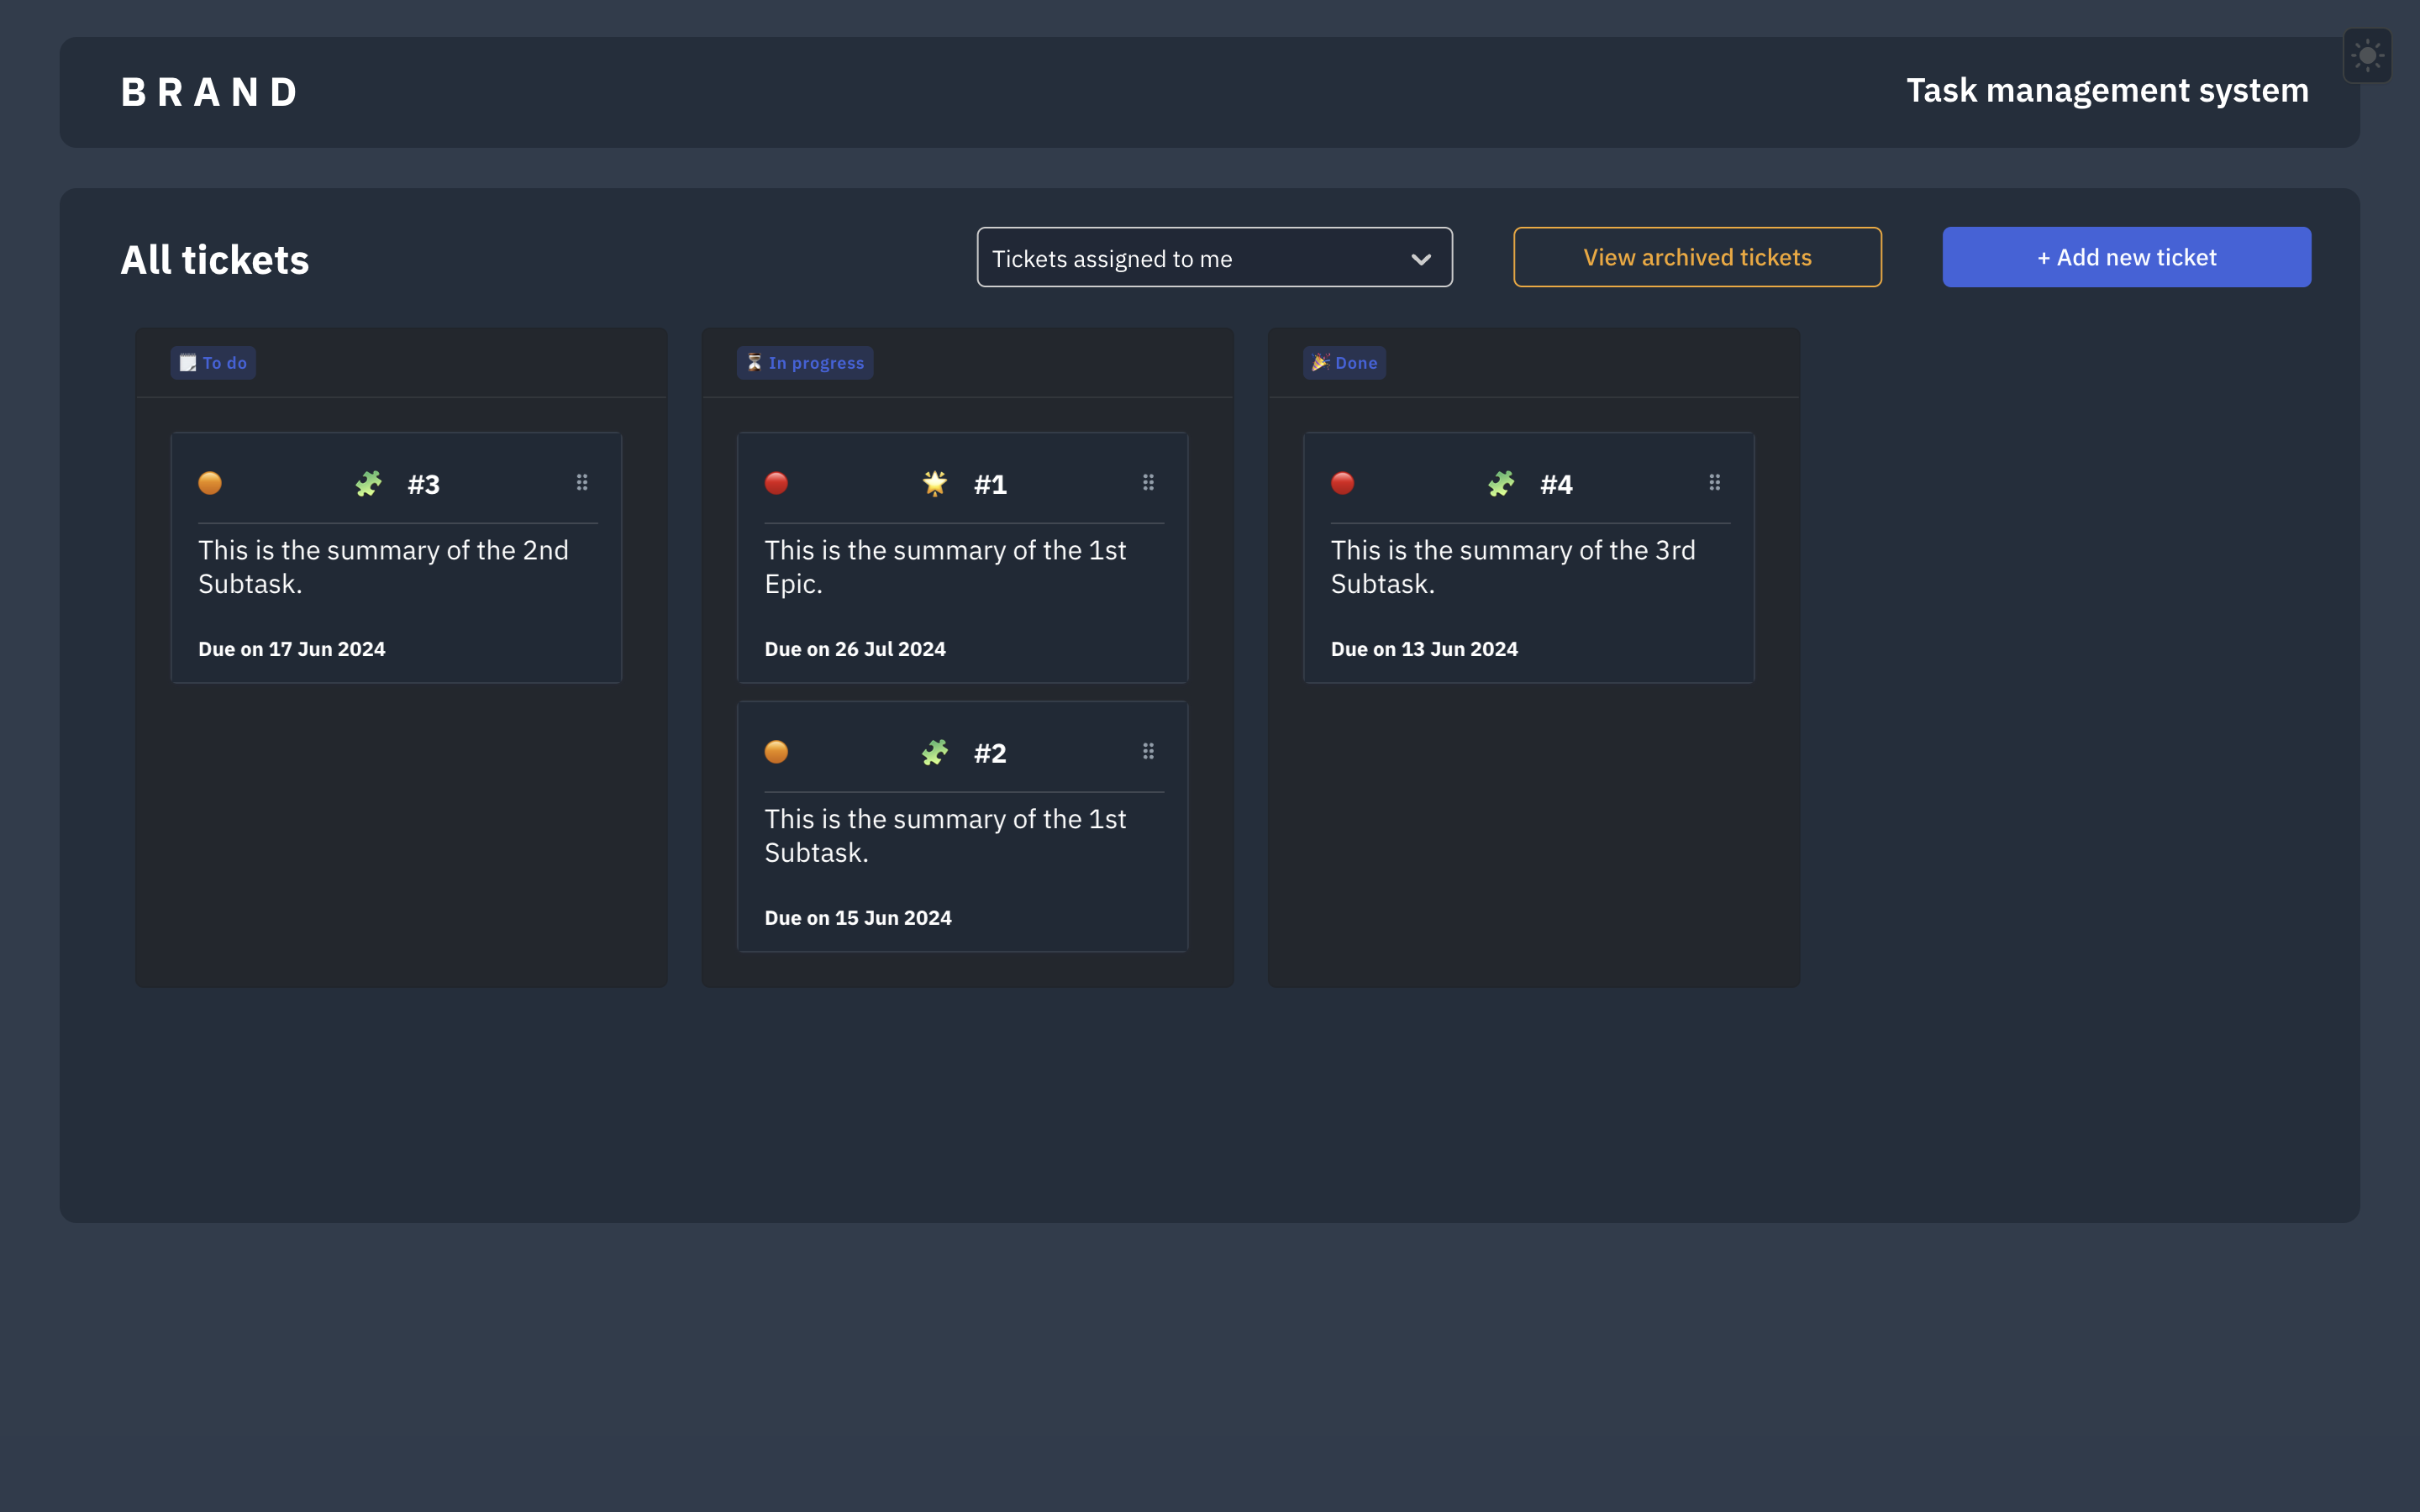 BRAND
Task management system
All tickets
Tickets assigned to me
View archived tickets
+ Add new ticket
To do
#3
This is the summary of the 2nd
Subtask.
Due on 17 Jun 2024
In progress
#1
This is the summary of the 1st
Epic.
Due on 26 Jul 2024
#2
This is the summary of the 1st
Subtask.
Due on 15 Jun 2024
Done
#4
This is the summary of the 3rd
Subtask.
Due on 13 Jun 2024